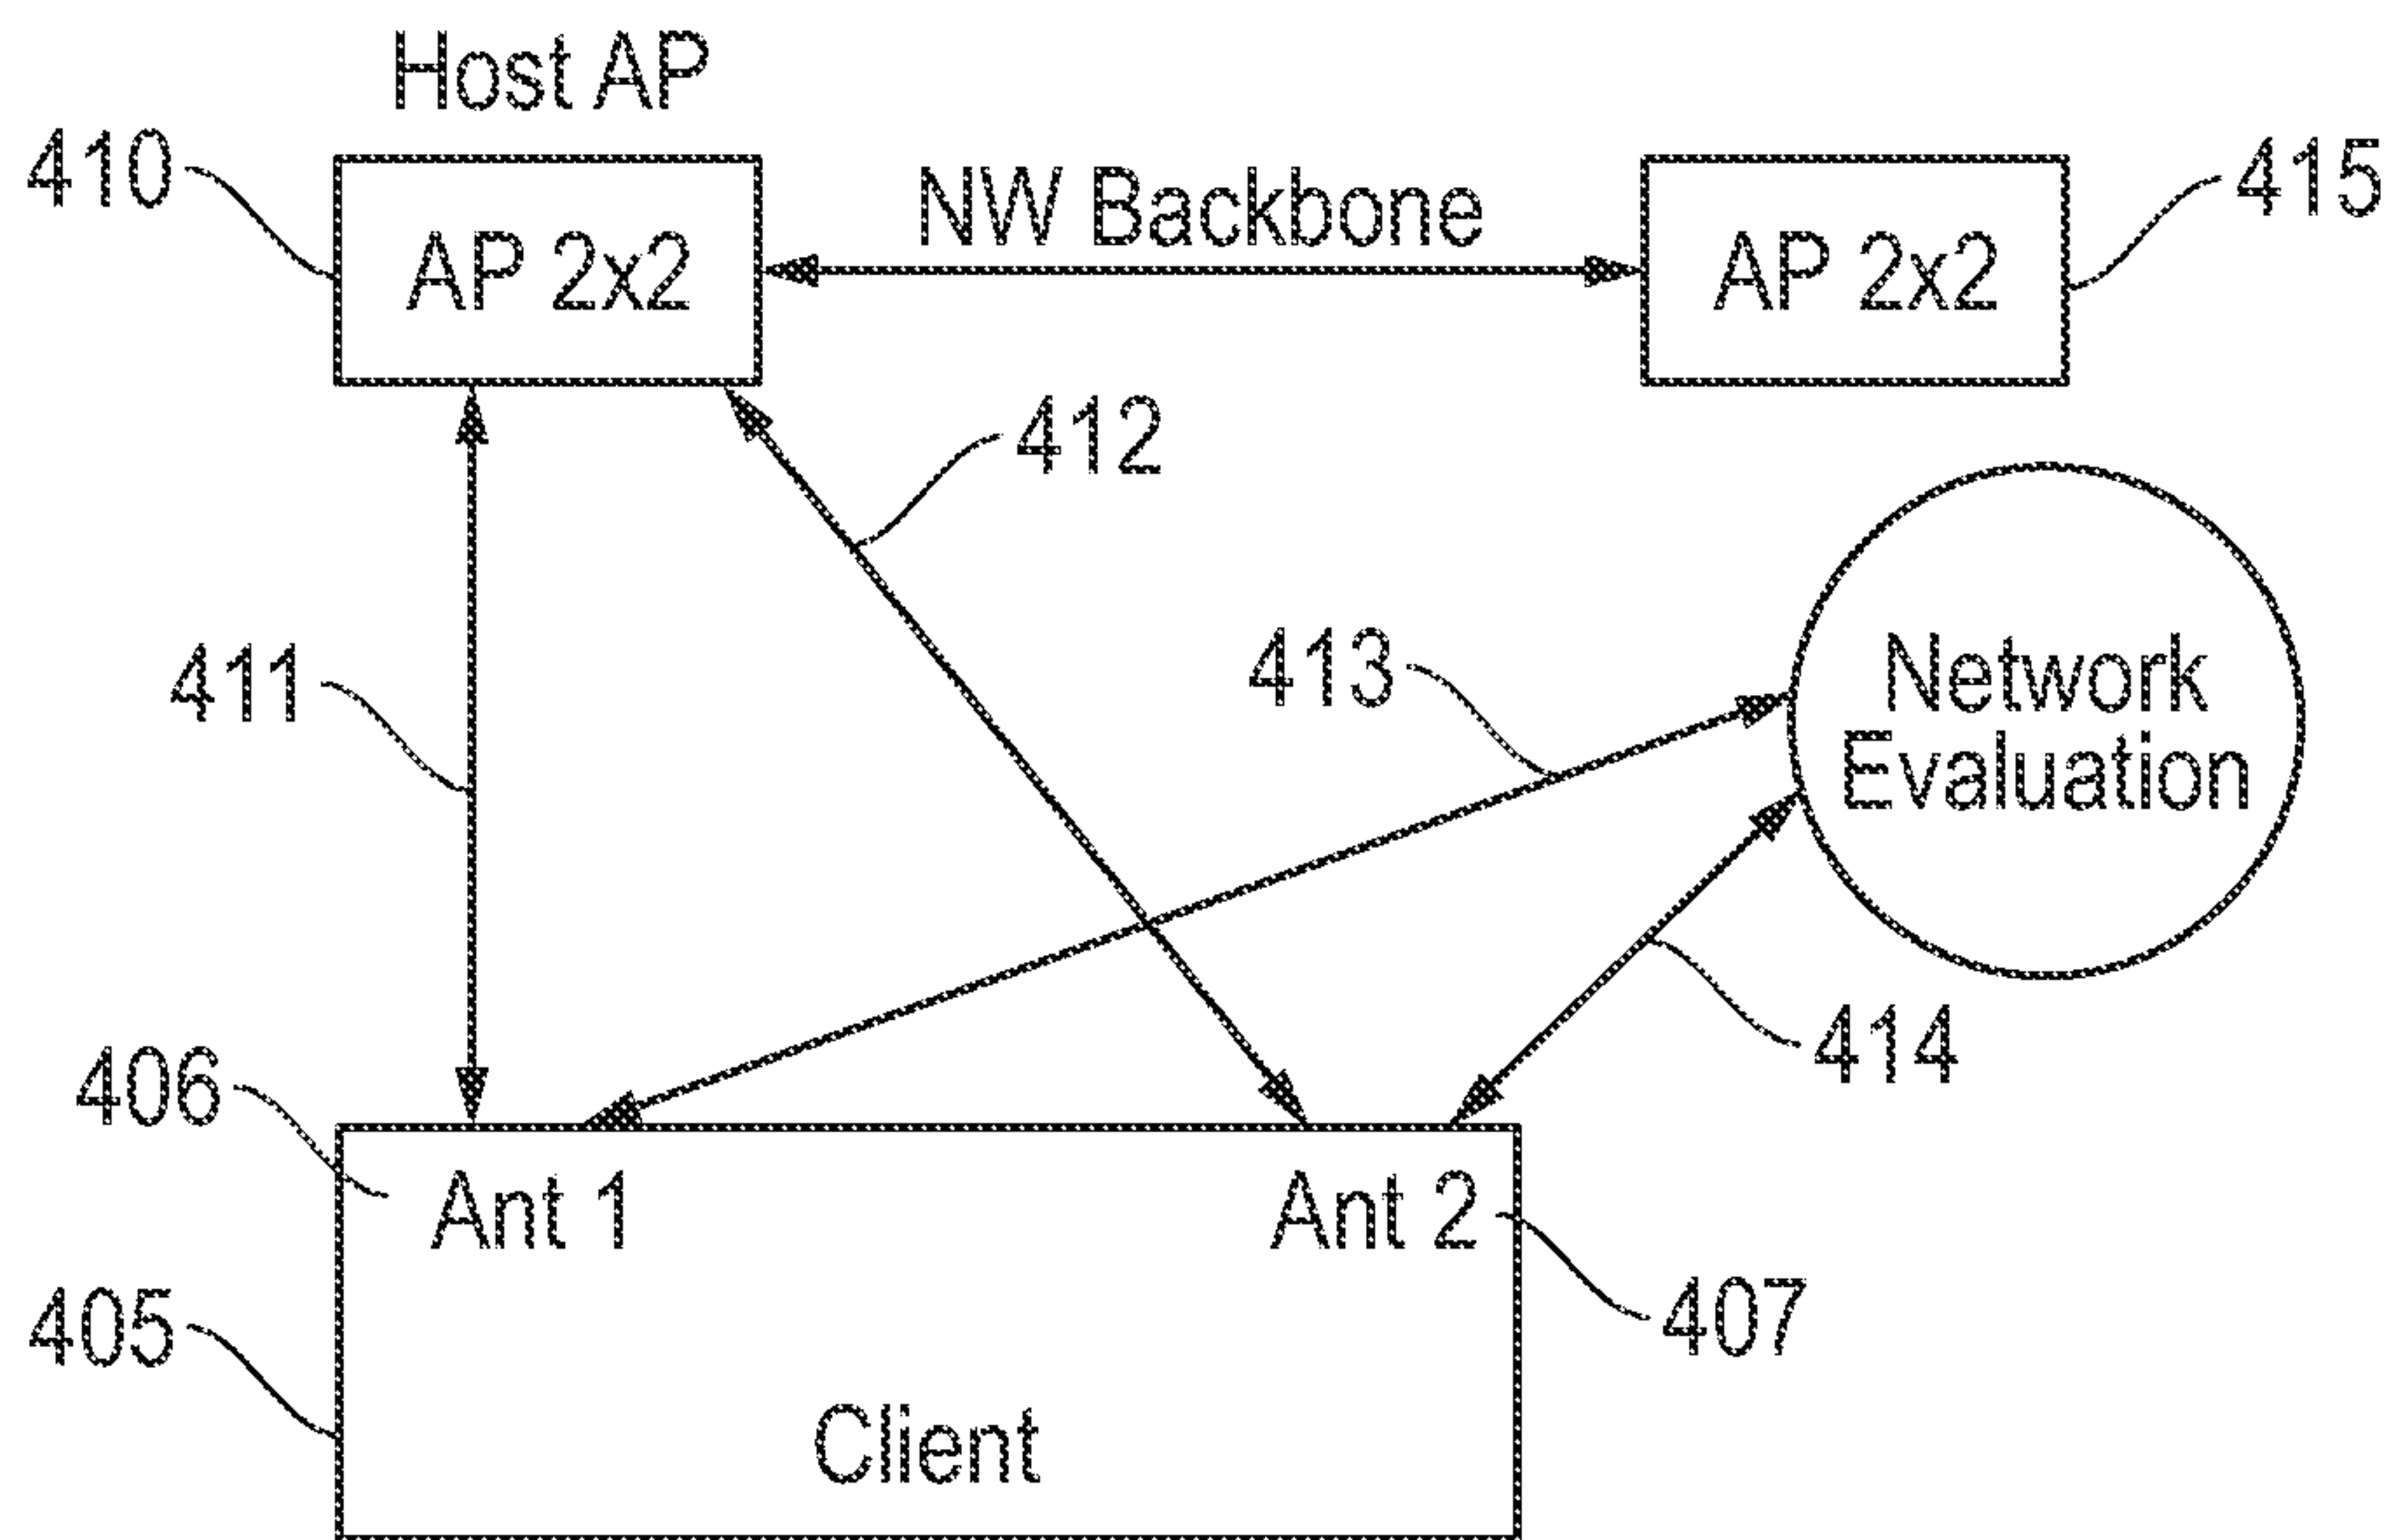 Host AP
410
AP 2x2
NW Backbone
AP 2x2
415
412
411
413
Network
Evaluation
414
406
Ant 1
Ant 2
407
405
Client